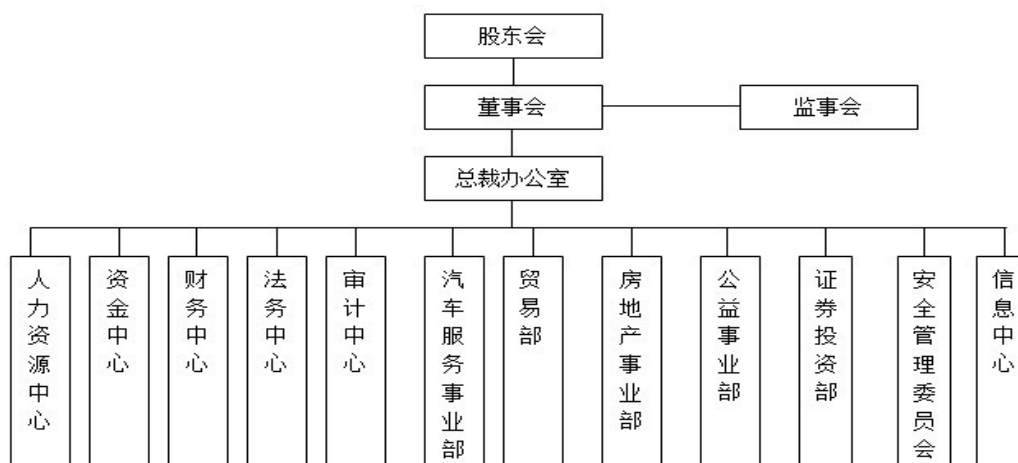 股东会
董事会
监事会
总裁办公室
人力资源中心
资金中心
财务中心
法务中心
审计中心
汽车服务事业部
贸易部
房地产事业部
公益事业部
证券投资部
安全管理委员会
信息中心